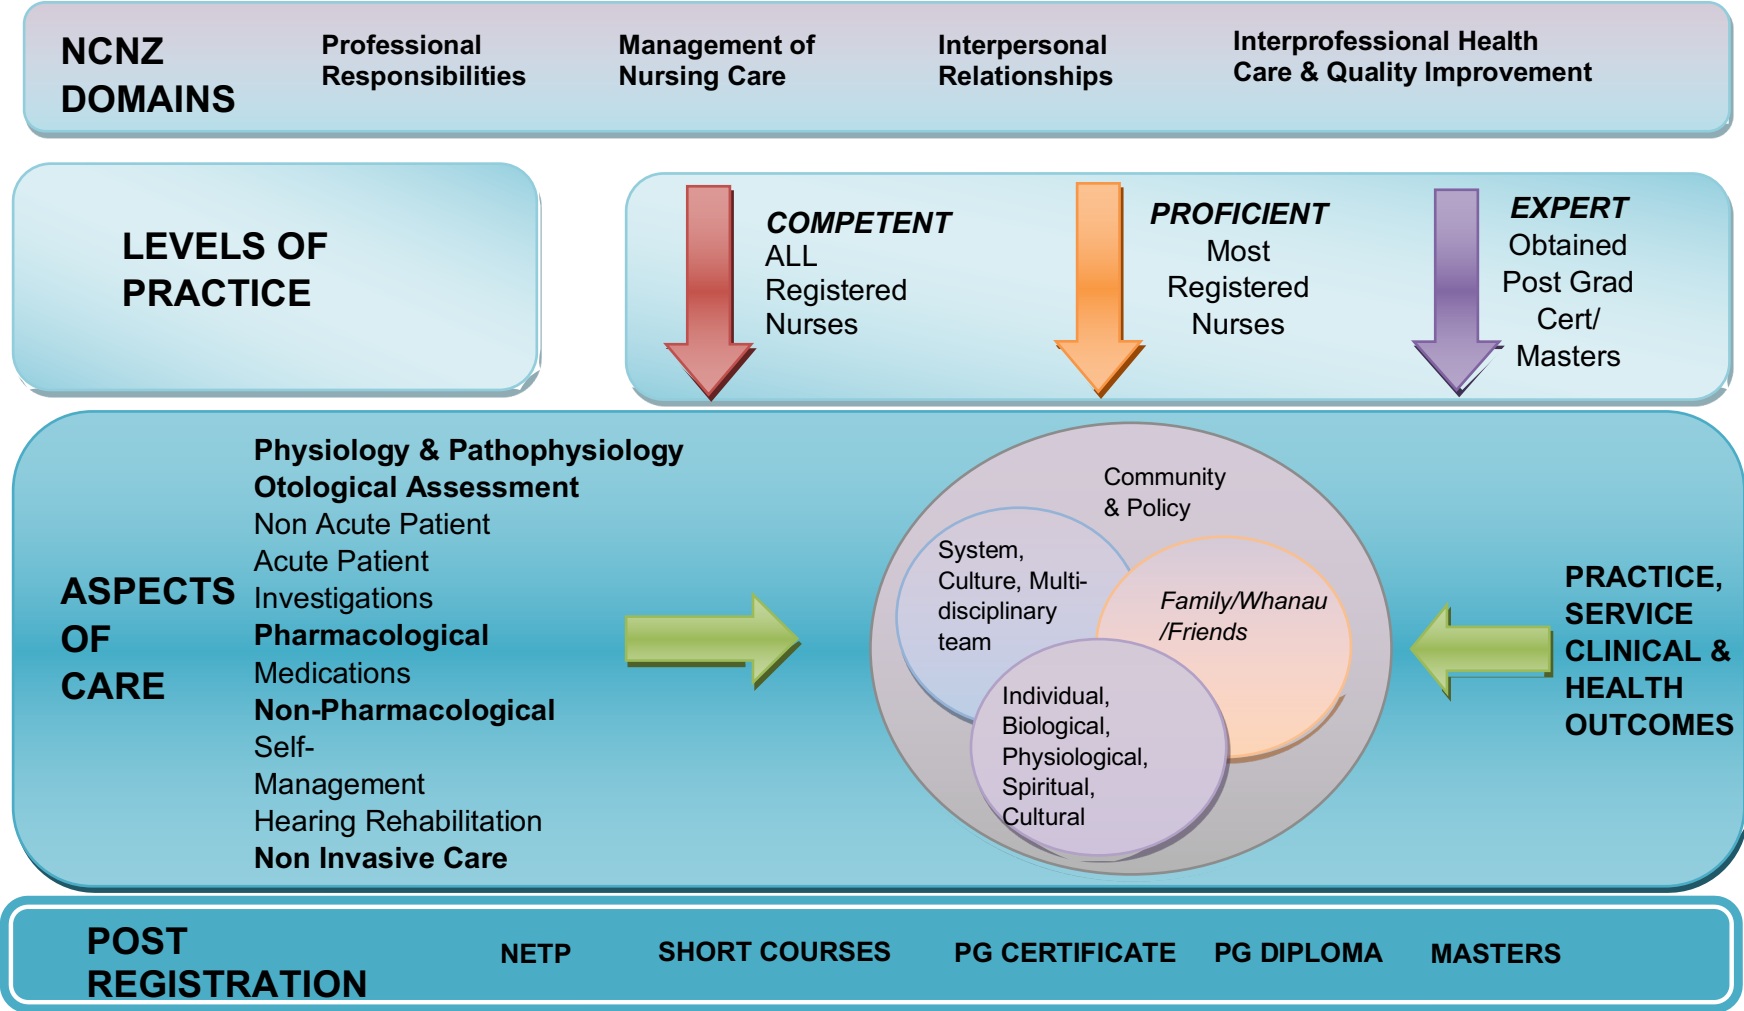 NCNZ
DOMAINS
Professional
Responsibilities
Management of
Nursing Care
Interpersonal
Relationships
Interprofessional Health
Care & Quality Improvement
LEVELS OF
PRACTICE
COMPETENT
ALL
Registered
Nurses
PROFICIENT
Most
Registered
Nurses
EXPERT
Obtained
Post Grad
Cert/
Masters
ASPECTS
OF
CARE
Physiology & Pathophysiology
Otological Assessment
Non Acute Patient
Acute Patient
Investigations
Pharmacological
Medications
Non-Pharmacological
Self-
Management
Hearing Rehabilitation
Non Invasive Care
Community
& Policy
System,
Culture, Multi-
disciplinary
team
Family/Whanau
/Friends
Individual,
Biological,
Physiological,
Spiritual,
Cultural
PRACTICE,
SERVICE
CLINICAL &
HEALTH
OUTCOMES
POST
REGISTRATION
NETP
SHORT COURSES
PG CERTIFICATE
PG DIPLOMA
MASTERS